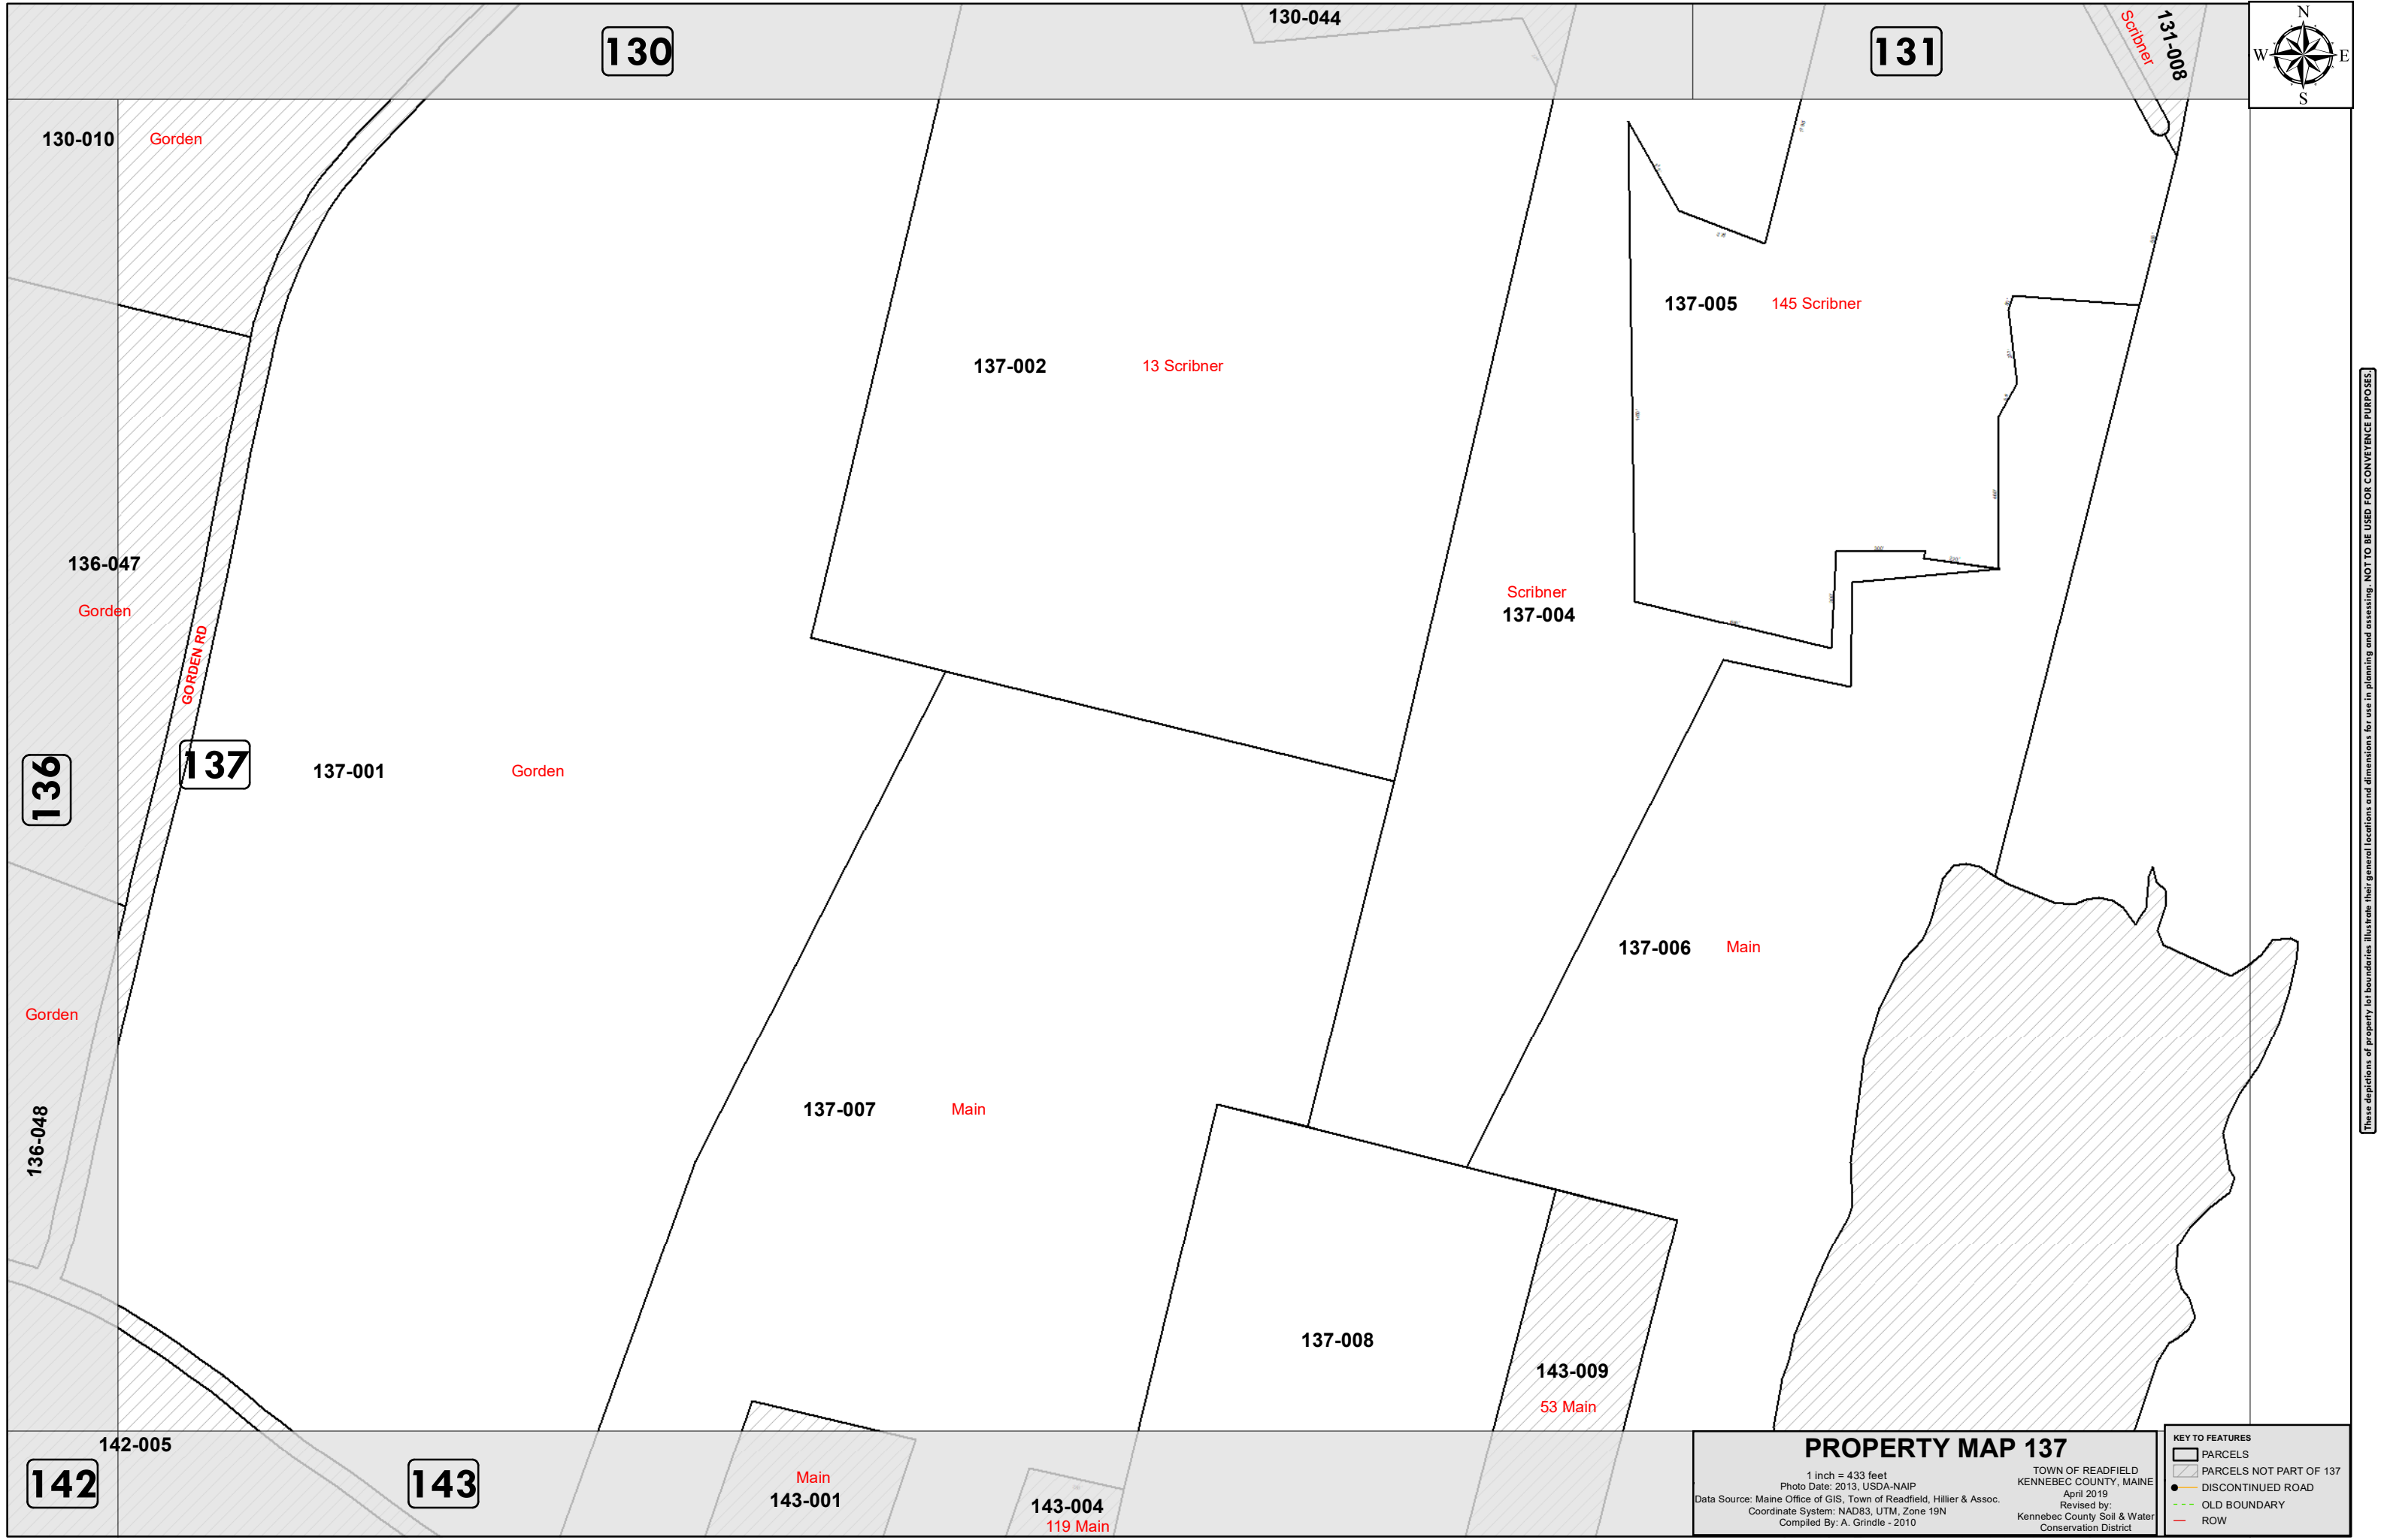 130-044
130
131
Scribner
131-008
N
W
E
S
130-010
Gorden
137-005
145 Scribner
137-002
13 Scribner
136-047
Gorden
Scribner
137-004
GORDEN RD
136
137
137-001
Gorden
137-006
Main
Gorden
137-007
Main
136-048
137-008
143-009
53 Main
142-005
142
143
Main
143-001
143-004
119 Main
PROPERTY MAP 137
1 inch = 433 feet
Photo Date: 2013, USDA-NAIP
Data Source: Maine Office of GIS, Town of Readfield, Hillier & Assoc.
Coordinate System: NAD83, UTM, Zone 19N
Compiled By: A. Grindle - 2010
TOWN OF READFIELD
KENNEBEC COUNTY, MAINE
April 2019
Revised by:
Kennebec County Soil & Water
Conservation District
KEY TO FEATURES
PARCELS
PARCELS NOT PART OF 137
DISCONTINUED ROAD
OLD BOUNDARY
ROW
These depictions of property lot boundaries illustrate their general locations and dimensions for use in planning and assessing. NOT TO BE USED FOR CONVEYENCE PURPOSES.